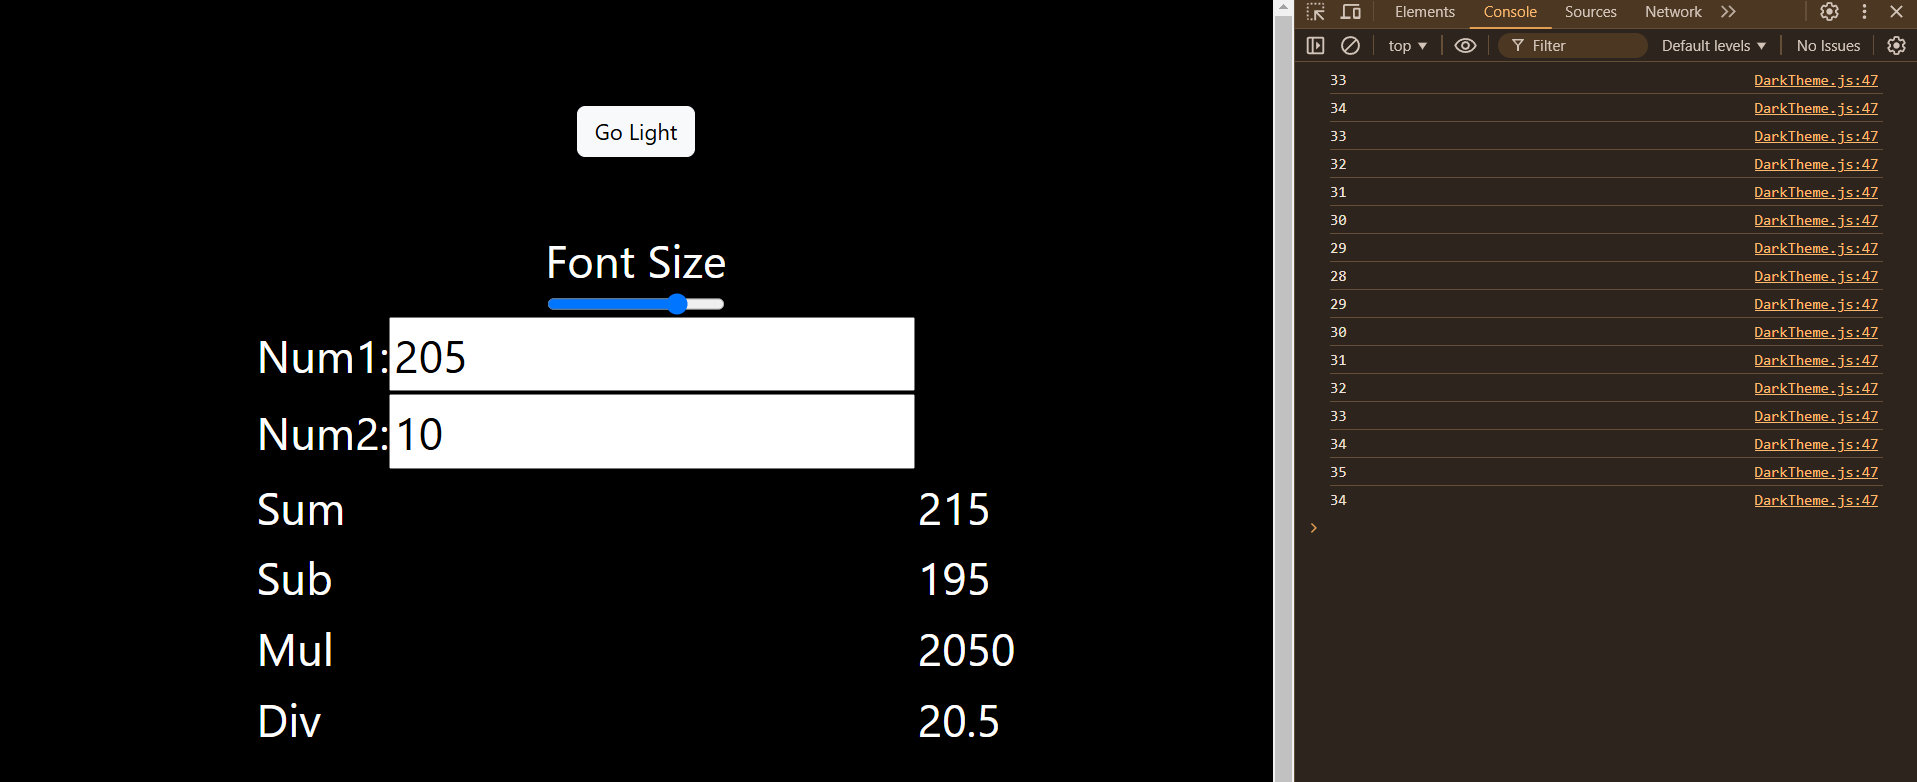 Go Light
Font Size
Num1:205
Num2:10
Sum 215
Sub 195
Mul 2050
Div 20.5
Elements Console Sources Network
top Filter Default levels No Issues
33 DarkTheme.js:47
34 DarkTheme.js:47
33 DarkTheme.js:47
32 DarkTheme.js:47
31 DarkTheme.js:47
30 DarkTheme.js:47
29 DarkTheme.js:47
28 DarkTheme.js:47
29 DarkTheme.js:47
30 DarkTheme.js:47
31 DarkTheme.js:47
32 DarkTheme.js:47
33 DarkTheme.js:47
34 DarkTheme.js:47
35 DarkTheme.js:47
34 DarkTheme.js:47